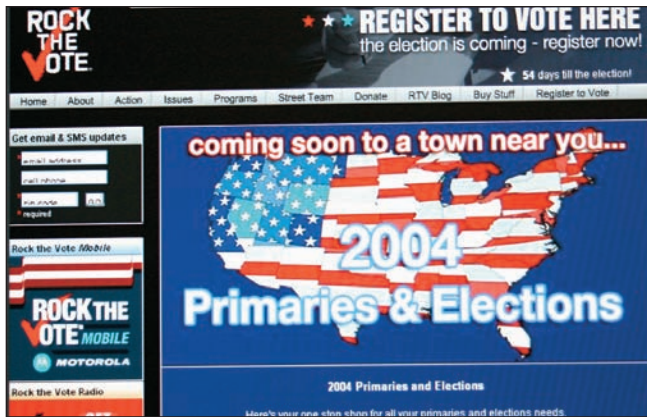 ROCK
THE
VOTE
★ ★ ★ REGISTER TO VOTE HERE
the election is coming - register now!
★ 54 days till the election!
Home About Action Issues Programs Street Team Donate RTV Blog Buy Stuff Register to Vote
Get email & SMS updates
* email address
cell phone
* zip code GO
* required
coming soon to a town near you...
2004
Primaries & Elections
Rock the Vote Mobile
ROCK THE
VOTE MOBILE
MOTOROLA
Rock the Vote Radio
2004 Primaries and Elections
Here's your one stop shop for all your primaries and elections needs.